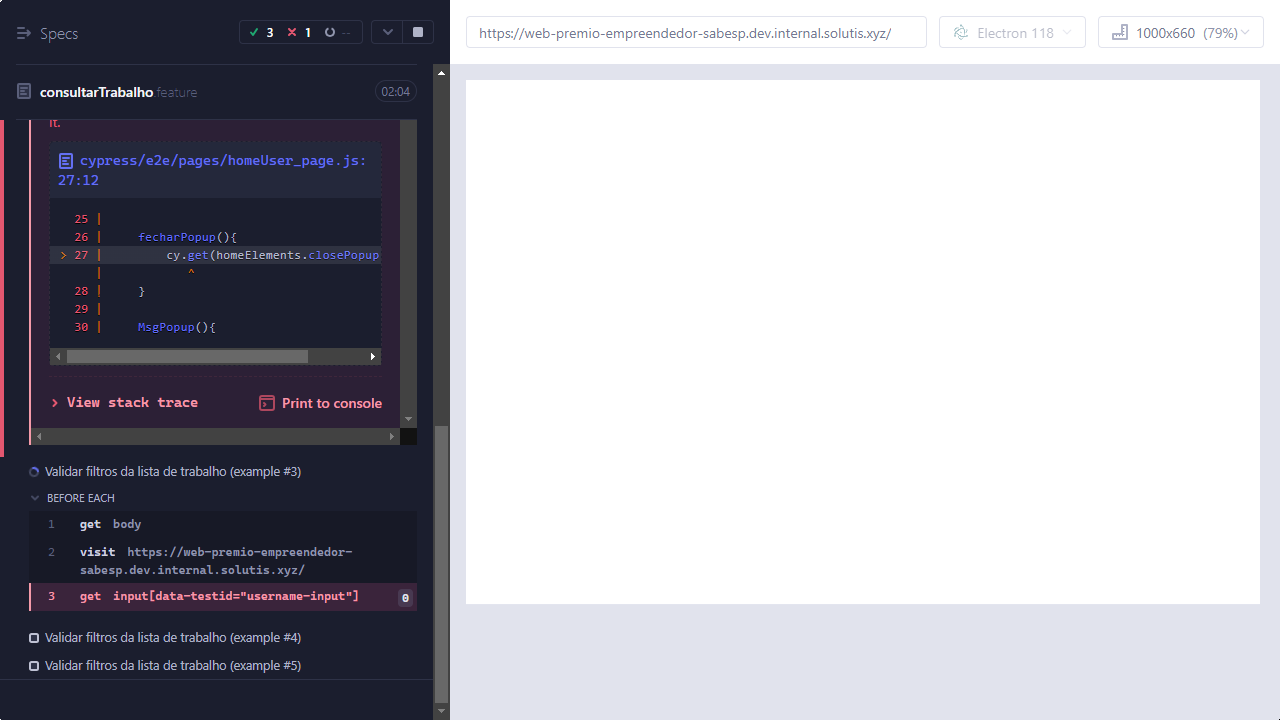 Specs
3
1
--
https://web-premio-empreendedor-sabesp.dev.internal.solutis.xyz/
Electron 118
1000x660 (79%)
consultarTrabalho.feature
02:04
it.
cypress/e2e/pages/homeUser_page.js:
27:12
25 |
26 | fecharPopup(){
> 27 | cy.get(homeElements.closePopup
| ^
28 | }
29 |
30 | MsgPopup(){
View stack trace
Print to console
Validar filtros da lista de trabalho (example #3)
BEFORE EACH
1 get body
2 visit https://web-premio-empreendedor-
sabesp.dev.internal.solutis.xyz/
3 get input[data-testid="username-input"] 0
Validar filtros da lista de trabalho (example #4)
Validar filtros da lista de trabalho (example #5)